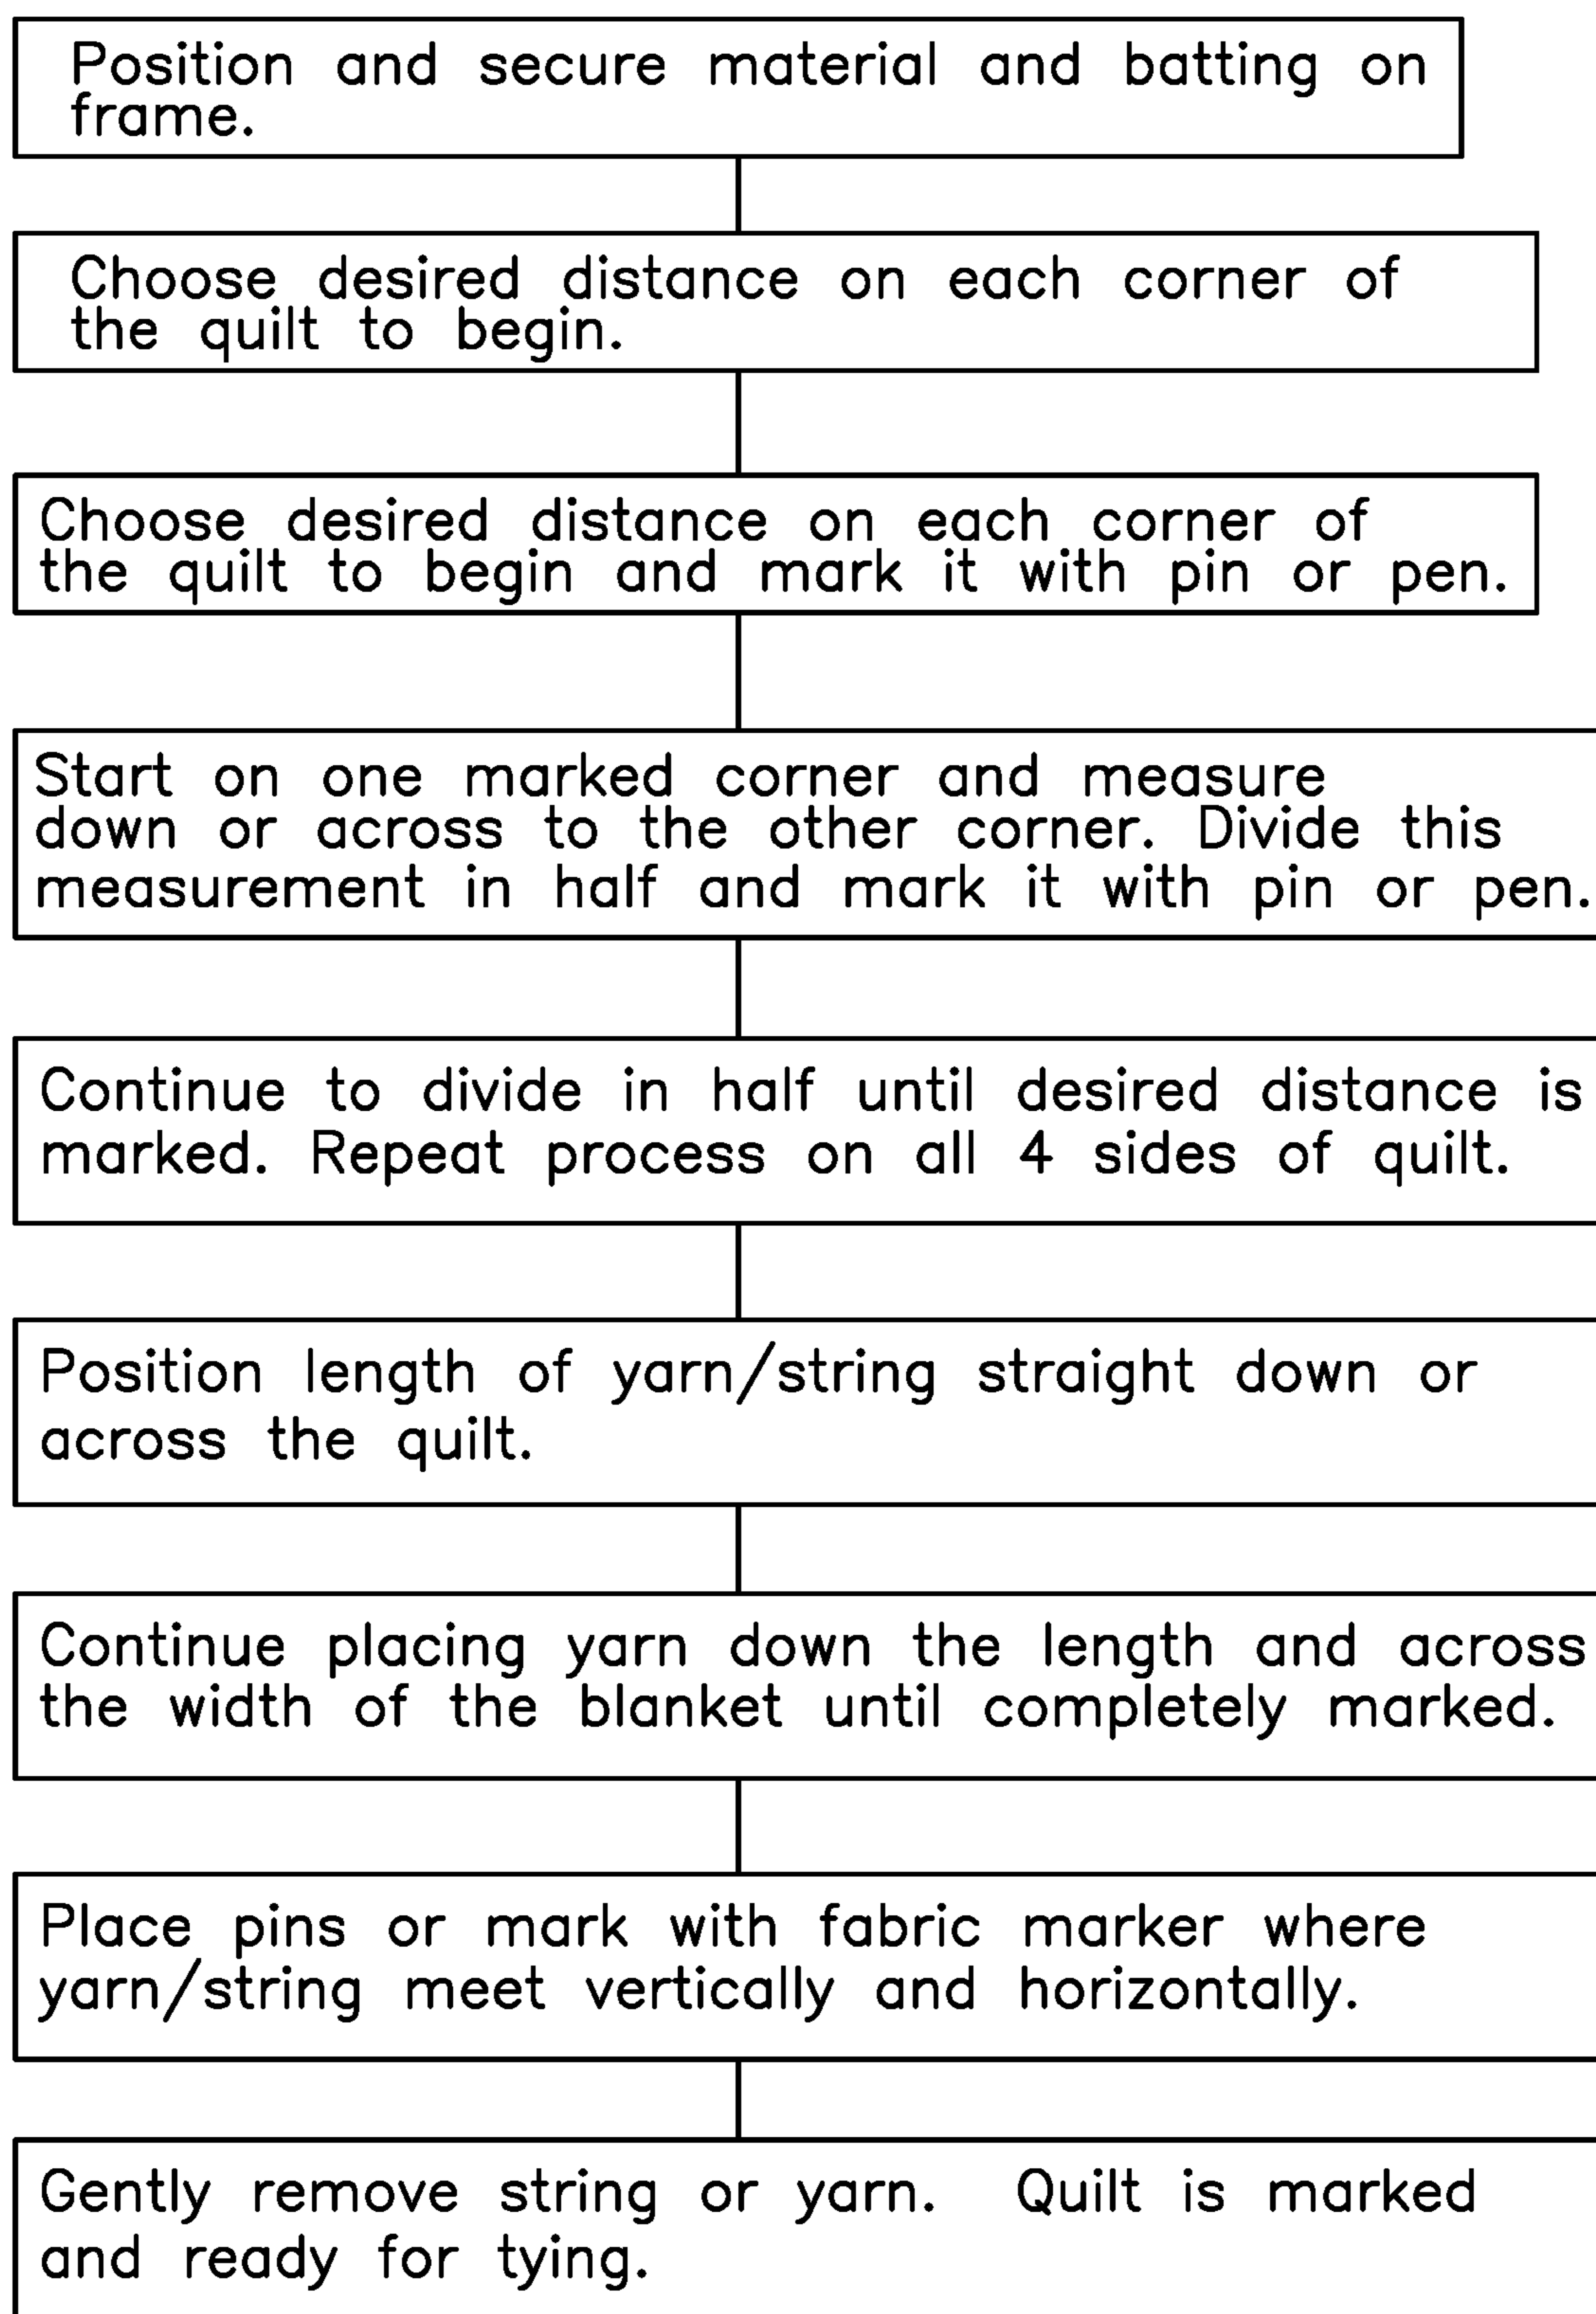 Position and secure material and batting on
frame.
Choose desired distance on each corner of
the quilt to begin.
Choose desired distance on each corner of
the quilt to begin and mark it with pin or pen.
Start on one marked corner and measure
down or across to the other corner. Divide this
measurement in half and mark it with pin or pen.
Continue to divide in half until desired distance is
marked. Repeat process on all 4 sides of quilt.
Position length of yarn/string straight down or
across the quilt.
Continue placing yarn down the length and across
the width of the blanket until completely marked.
Place pins or mark with fabric marker where
yarn/string meet vertically and horizontally.
Gently remove string or yarn. Quilt is marked
and ready for tying.